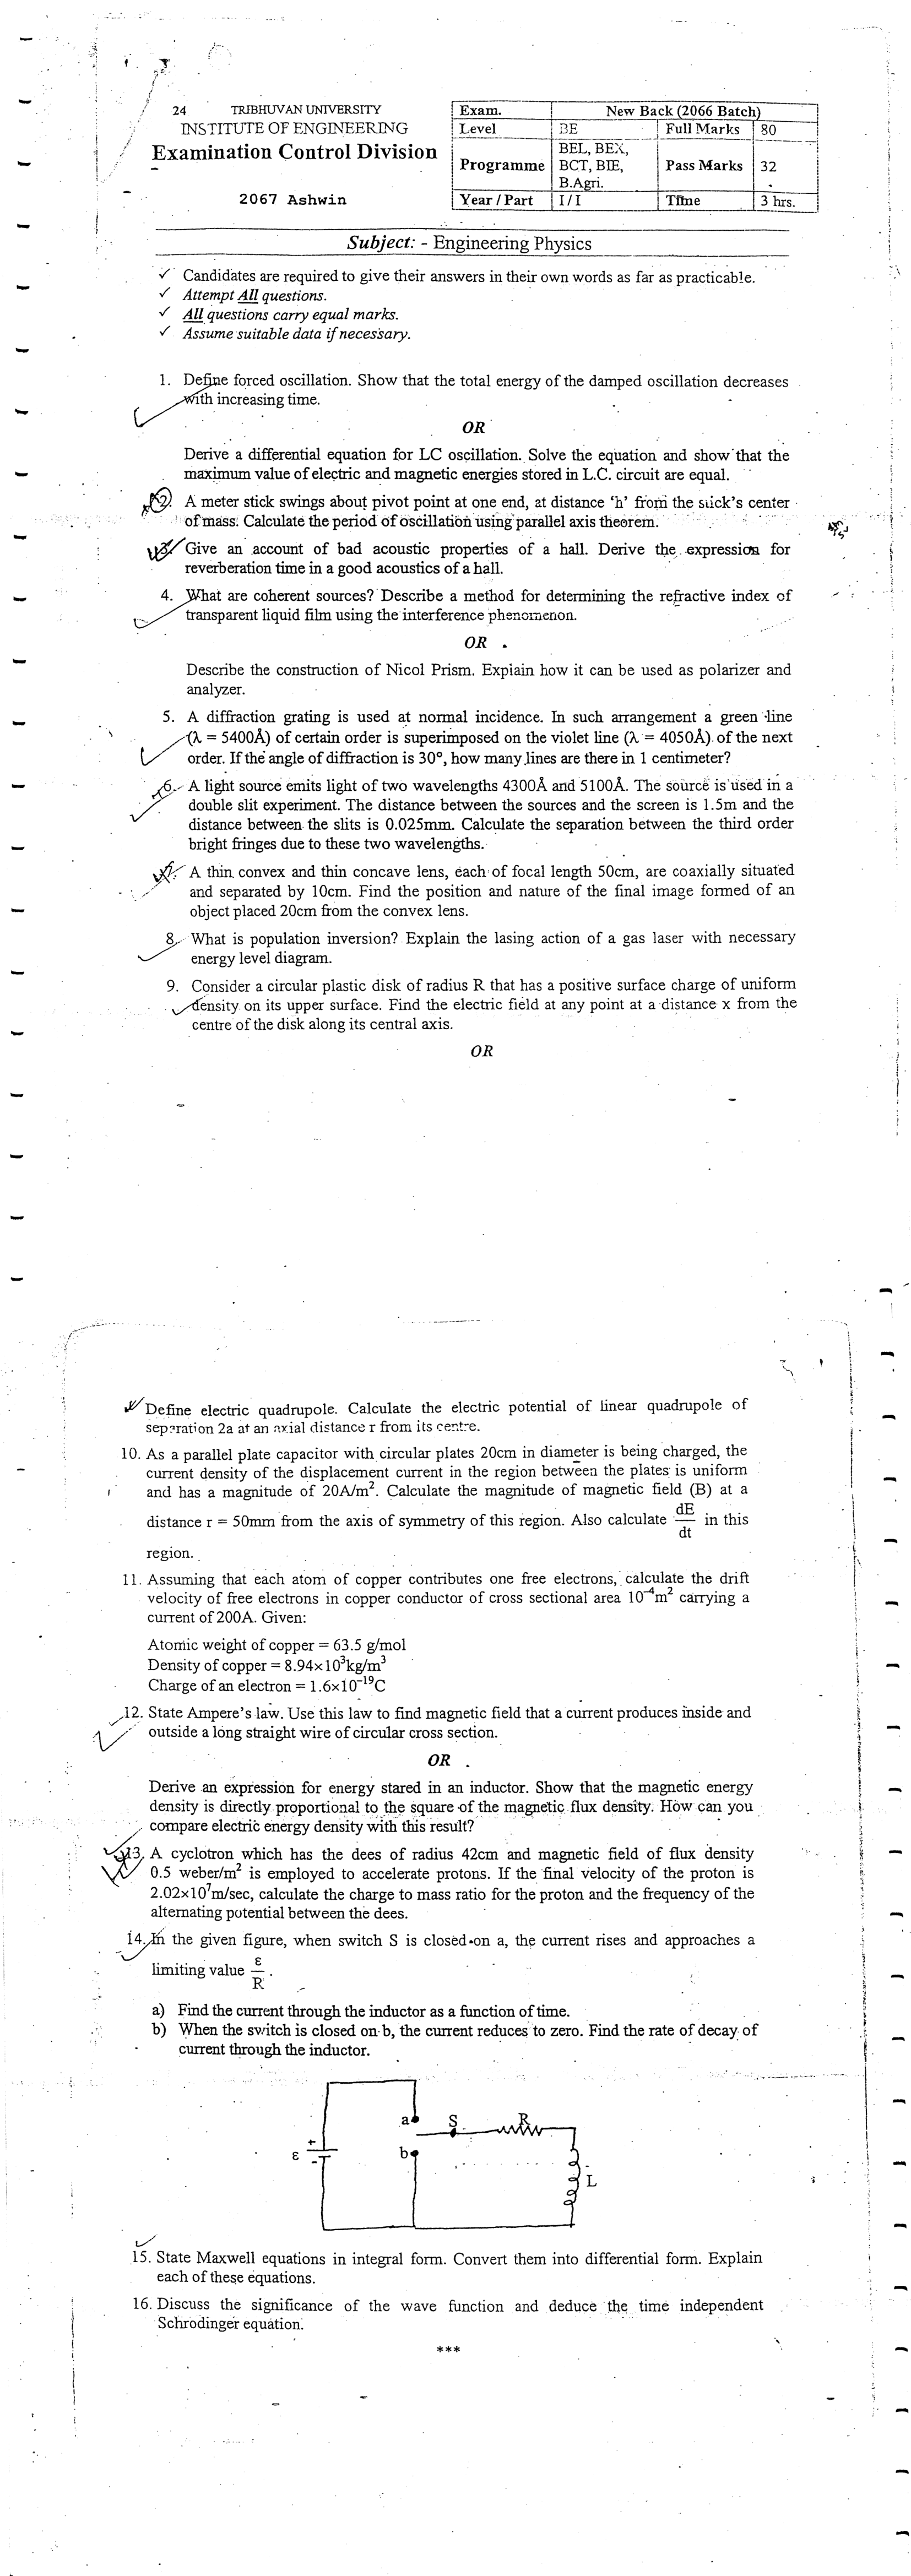 24 TRIBHUVAN UNIVERSITY
INSTITUTE OF ENGINEERING
Examination Control Division
2067 Ashwin
Exam. New Back (2066 Batch)
Level BE Full Marks 80
Programme BEL, BEX, BCT, BIE, B.Agri. Pass Marks 32
Year / Part I / I Time 3 hrs.
Subject: - Engineering Physics
✓ Candidates are required to give their answers in their own words as far as practicable.
✓ Attempt All questions.
✓ All questions carry equal marks.
✓ Assume suitable data if necessary.
1. Define forced oscillation. Show that the total energy of the damped oscillation decreases
with increasing time.
OR
Derive a differential equation for LC oscillation. Solve the equation and show that the
maximum value of electric and magnetic energies stored in L.C. circuit are equal.
2. A meter stick swings about pivot point at one end, at distance 'h' from the stick's center
of mass. Calculate the period of oscillation using parallel axis theorem.
3. Give an account of bad acoustic properties of a hall. Derive the expression for
reverberation time in a good acoustics of a hall.
4. What are coherent sources? Describe a method for determining the refractive index of
transparent liquid film using the interference phenomenon.
OR
Describe the construction of Nicol Prism. Explain how it can be used as polarizer and
analyzer.
5. A diffraction grating is used at normal incidence. In such arrangement a green line
(λ = 5400Å) of certain order is superimposed on the violet line (λ = 4050Å) of the next
order. If the angle of diffraction is 30°, how many lines are there in 1 centimeter?
6. A light source emits light of two wavelengths 4300Å and 5100Å. The source is used in a
double slit experiment. The distance between the sources and the screen is 1.5m and the
distance between the slits is 0.025mm. Calculate the separation between the third order
bright fringes due to these two wavelengths.
7. A thin convex and thin concave lens, each of focal length 50cm, are coaxially situated
and separated by 10cm. Find the position and nature of the final image formed of an
object placed 20cm from the convex lens.
8. What is population inversion? Explain the lasing action of a gas laser with necessary
energy level diagram.
9. Consider a circular plastic disk of radius R that has a positive surface charge of uniform
density on its upper surface. Find the electric field at any point at a distance x from the
centre of the disk along its central axis.
OR
Define electric quadrupole. Calculate the electric potential of linear quadrupole of
separation 2a at an axial distance r from its centre.
10. As a parallel plate capacitor with circular plates 20cm in diameter is being charged, the
current density of the displacement current in the region between the plates is uniform
and has a magnitude of 20A/m². Calculate the magnitude of magnetic field (B) at a
distance r = 50mm from the axis of symmetry of this region. Also calculate dE/dt in this
region.
11. Assuming that each atom of copper contributes one free electrons, calculate the drift
velocity of free electrons in copper conductor of cross sectional area 10⁻⁴m² carrying a
current of 200A. Given:
Atomic weight of copper = 63.5 g/mol
Density of copper = 8.94×10³kg/m³
Charge of an electron = 1.6×10⁻¹⁹C
12. State Ampere's law. Use this law to find magnetic field that a current produces inside and
outside a long straight wire of circular cross section.
OR
Derive an expression for energy stared in an inductor. Show that the magnetic energy
density is directly proportional to the square of the magnetic flux density. How can you
compare electric energy density with this result?
13. A cyclotron which has the dees of radius 42cm and magnetic field of flux density
0.5 weber/m² is employed to accelerate protons. If the final velocity of the proton is
2.02×10⁷m/sec, calculate the charge to mass ratio for the proton and the frequency of the
alternating potential between the dees.
14. In the given figure, when switch S is closed on a, the current rises and approaches a
limiting value ε/R.
a) Find the current through the inductor as a function of time.
b) When the switch is closed on b, the current reduces to zero. Find the rate of decay of
current through the inductor.
a S R
+
ε
-
b
L
15. State Maxwell equations in integral form. Convert them into differential form. Explain
each of these equations.
16. Discuss the significance of the wave function and deduce the time independent
Schrodinger equation.
***